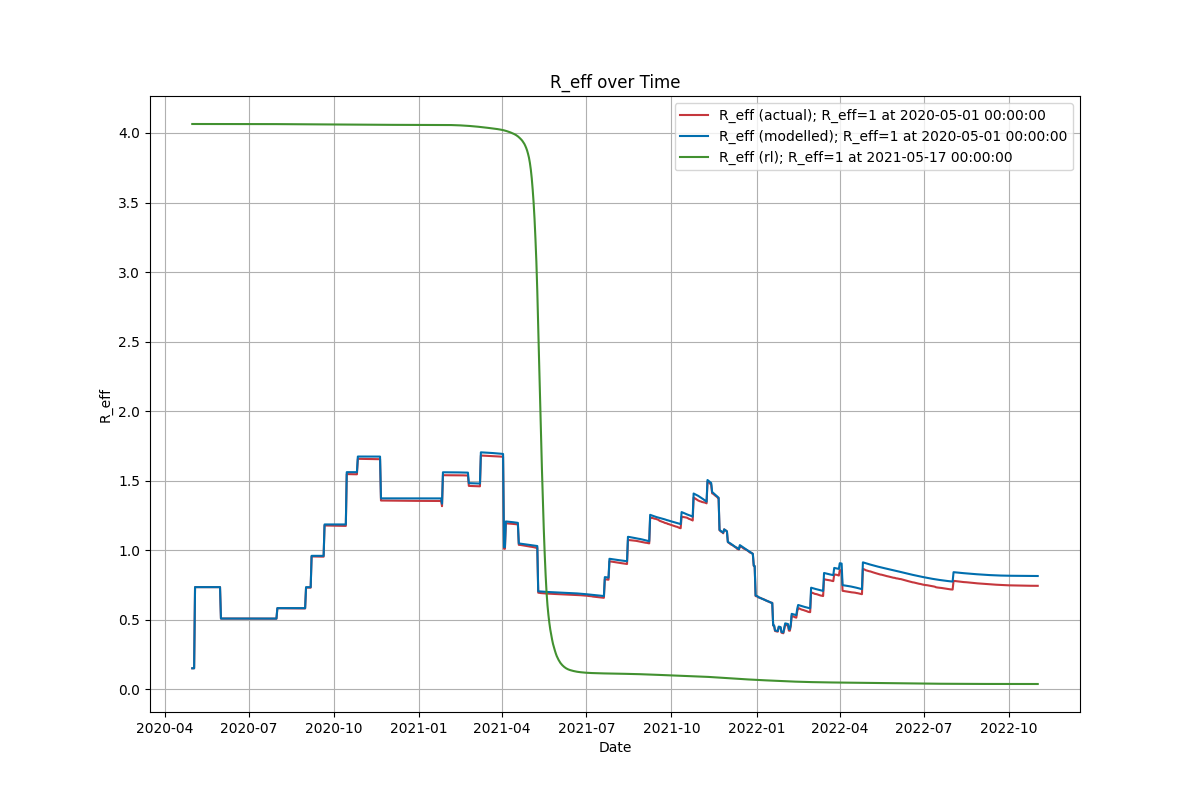 R_eff over Time
R_eff (actual); R_eff=1 at 2020-05-01 00:00:00
R_eff (modelled); R_eff=1 at 2020-05-01 00:00:00
R_eff (rl); R_eff=1 at 2021-05-17 00:00:00
4.0
3.5
3.0
2.5
2.0
1.5
1.0
0.5
0.0
R_eff
2020-04 2020-07 2020-10 2021-01 2021-04 2021-07 2021-10 2022-01 2022-04 2022-07 2022-10
Date